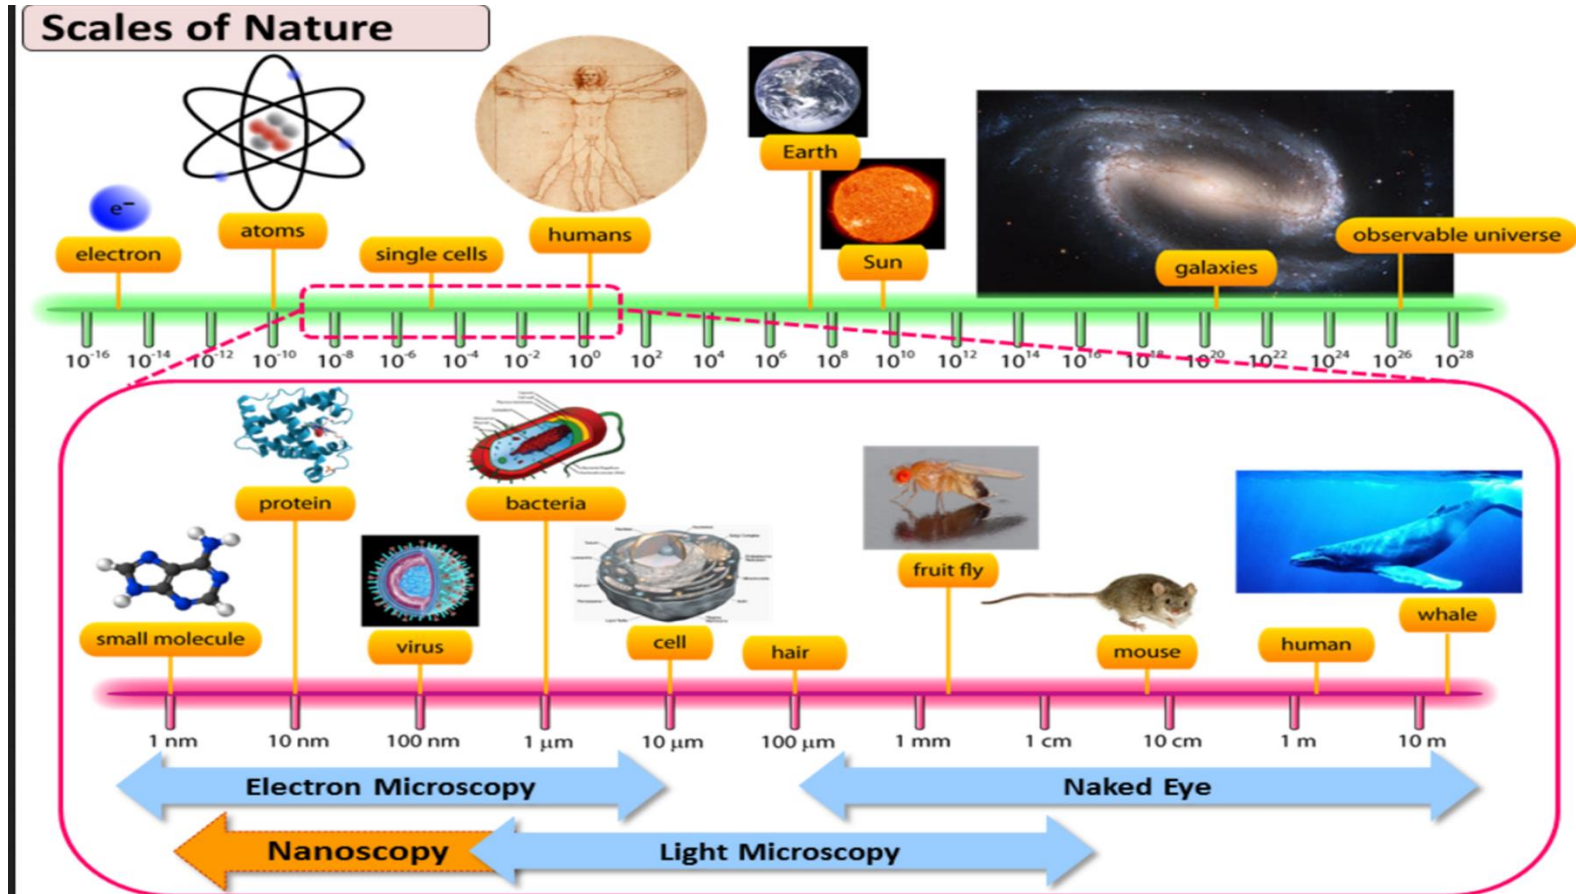 Scales of Nature
e⁻
electron
atoms
single cells
humans
Earth
Sun
galaxies
observable universe
10⁻¹⁶ 10⁻¹⁴ 10⁻¹² 10⁻¹⁰ 10⁻⁸ 10⁻⁶ 10⁻⁴ 10⁻² 10⁰ 10² 10⁴ 10⁶ 10⁸ 10¹⁰ 10¹² 10¹⁴ 10¹⁶ 10¹⁸ 10²⁰ 10²² 10²⁴ 10²⁶ 10²⁸
small molecule
protein
virus
bacteria
cell
hair
fruit fly
mouse
human
whale
1 nm 10 nm 100 nm 1 μm 10 μm 100 μm 1 mm 1 cm 10 cm 1 m 10 m
Electron Microscopy
Naked Eye
Nanoscopy
Light Microscopy